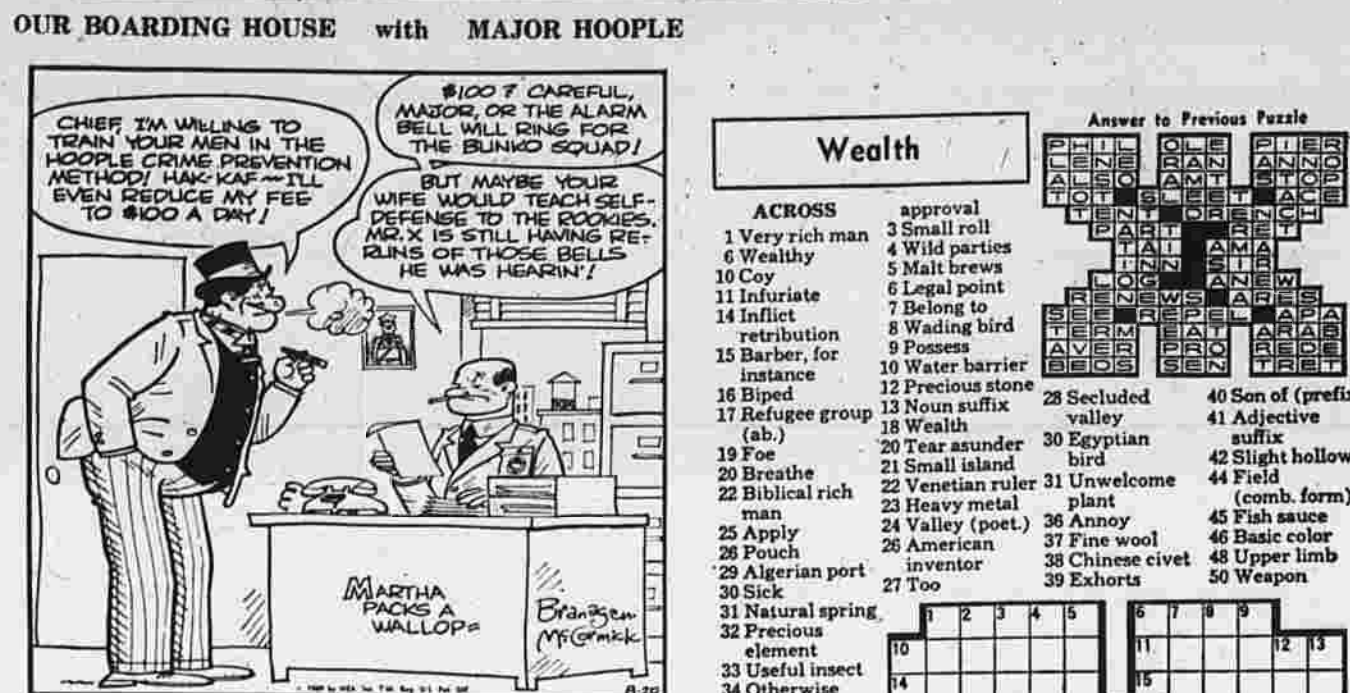 OUR BOARDING HOUSE with MAJOR HOOPLE
CHIEF, I'M WILLING TO
TRAIN YOUR MEN IN THE
HOOPLE CRIME PREVENTION
METHOD! HAK-KAF~I'LL
EVEN REDUCE MY FEE
TO $100 A DAY!
$100? CAREFUL,
MAJOR, OR THE ALARM
BELL WILL RING FOR
THE BUNKO SQUAD!
BUT MAYBE YOUR
WIFE WOULD TEACH SELF-
DEFENSE TO THE ROOKIES.
MR. X IS STILL HAVING RE-
RUNS OF THOSE BELLS
HE WAS HEARIN'!
MARTHA
PACKS A
WALLOP=
Branagen
McCormick
8-20
Wealth
ACROSS
1 Very rich man
6 Wealthy
10 Coy
11 Infuriate
14 Inflict
retribution
15 Barber, for
instance
16 Biped
17 Refugee group
(ab.)
19 Foe
20 Breathe
22 Biblical rich
man
25 Apply
26 Pouch
29 Algerian port
30 Sick
31 Natural spring
32 Precious
element
33 Useful insect
34 Otherwise
approval
3 Small roll
4 Wild parties
5 Malt brews
6 Legal point
7 Belong to
8 Wading bird
9 Possess
10 Water barrier
12 Precious stone
13 Noun suffix
18 Wealth
20 Tear asunder
21 Small island
22 Venetian ruler
23 Heavy metal
24 Valley (poet.)
26 American
inventor
27 Too
Answer to Previous Puzzle
PHIL OLE PIER
LENE RAN ANNO
ALSO AMT STOP
TOT SLEET ACE
TENT DRENCH
PART RET
TAI AMA
INN SIR
LOG ANEW
RENEWS ARES
SEE REPEL APA
TERM EAT ARAB
AVER PRO REDE
BEDS SEN TRET
28 Secluded
valley
30 Egyptian
bird
31 Unwelcome
plant
36 Annoy
37 Fine wool
38 Chinese civet
39 Exhorts
40 Son of (prefix
41 Adjective
suffix
42 Slight hollow
44 Field
(comb. form)
45 Fish sauce
46 Basic color
48 Upper limb
50 Weapon
1 2 3 4 5 6 7 8 9
10 11 12 13
14 15